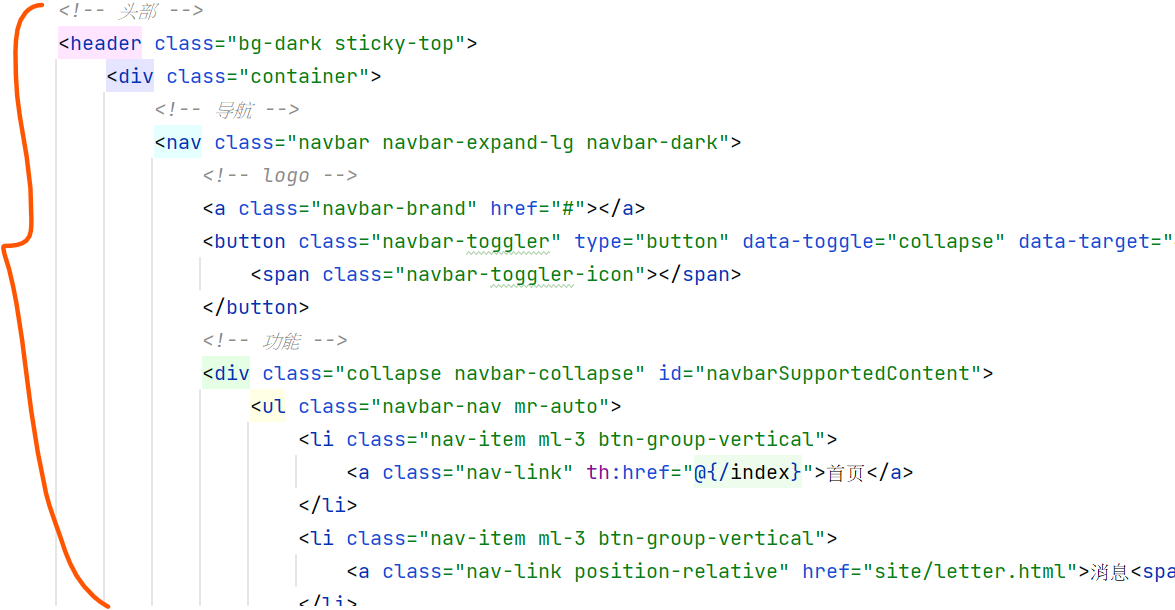 <!-- 头部 -->
<header class="bg-dark sticky-top">
<div class="container">
<!-- 导航 -->
<nav class="navbar navbar-expand-lg navbar-dark">
<!-- logo -->
<a class="navbar-brand" href="#"></a>
<button class="navbar-toggler" type="button" data-toggle="collapse" data-target="
<span class="navbar-toggler-icon"></span>
</button>
<!-- 功能 -->
<div class="collapse navbar-collapse" id="navbarSupportedContent">
<ul class="navbar-nav mr-auto">
<li class="nav-item ml-3 btn-group-vertical">
<a class="nav-link" th:href="@{/index}">首页</a>
</li>
<li class="nav-item ml-3 btn-group-vertical">
<a class="nav-link position-relative" href="site/letter.html">消息<spa
</li>